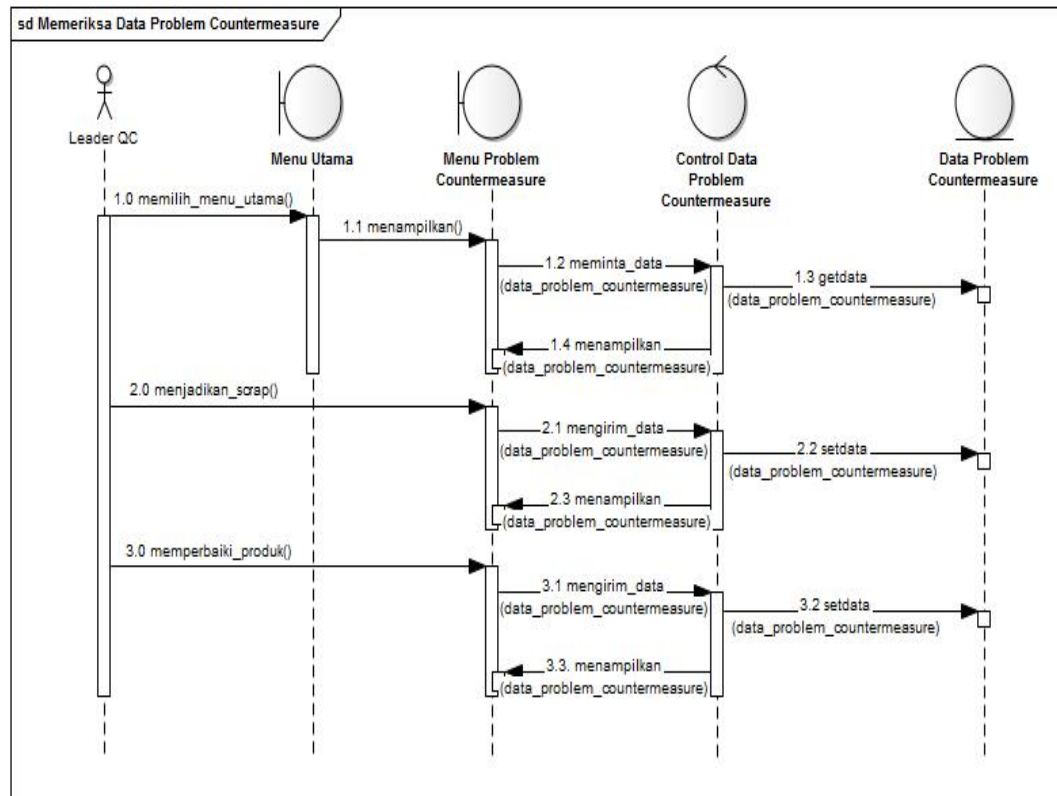 sd Memeriksa Data Problem Countermeasure
Leader QC
Menu Utama
Menu Problem
Countermeasure
Control Data
Problem
Countermeasure
Data Problem
Countermeasure
1.0 memilih_menu_utama()
1.1 menampilkan()
1.2 meminta_data
(data_problem_countermeasure)
1.3 getdata
(data_problem_countermeasure)
1.4 menampilkan
(data_problem_countermeasure)
2.0 menjadikan_scrap()
2.1 mengirim_data
(data_problem_countermeasure)
2.2 setdata
(data_problem_countermeasure)
2.3 menampilkan
(data_problem_countermeasure)
3.0 memperbaiki_produk()
3.1 mengirim_data
(data_problem_countermeasure)
3.2 setdata
(data_problem_countermeasure)
3.3. menampilkan
(data_problem_countermeasure)